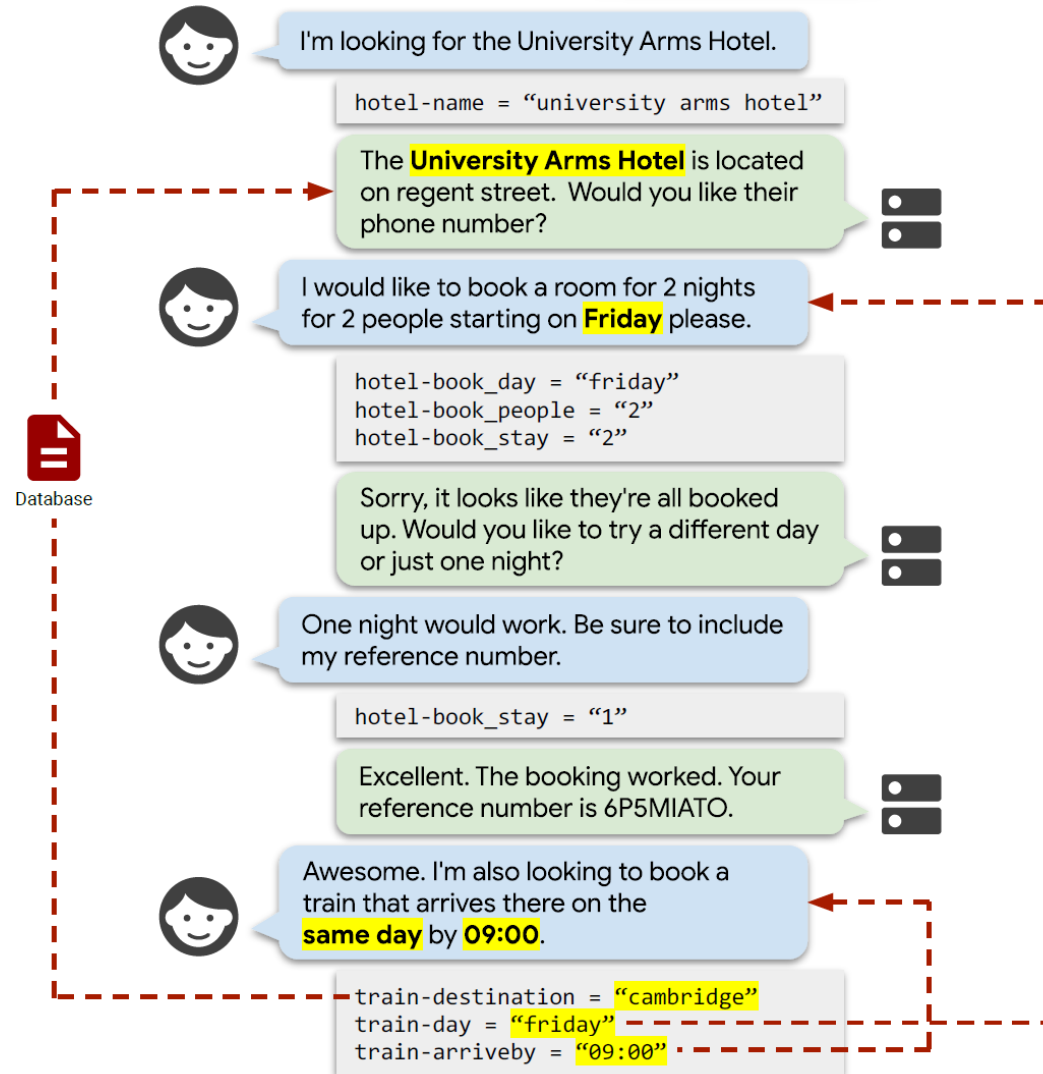 I'm looking for the University Arms Hotel.
hotel-name = “university arms hotel”
The University Arms Hotel is located
on regent street. Would you like their
phone number?
I would like to book a room for 2 nights
for 2 people starting on Friday please.
hotel-book_day = “friday”
hotel-book_people = “2”
hotel-book_stay = “2”
Database
Sorry, it looks like they're all booked
up. Would you like to try a different day
or just one night?
One night would work. Be sure to include
my reference number.
hotel-book_stay = “1”
Excellent. The booking worked. Your
reference number is 6P5MIATO.
Awesome. I'm also looking to book a
train that arrives there on the
same day by 09:00.
train-destination = “cambridge”
train-day = “friday”
train-arriveby = “09:00”